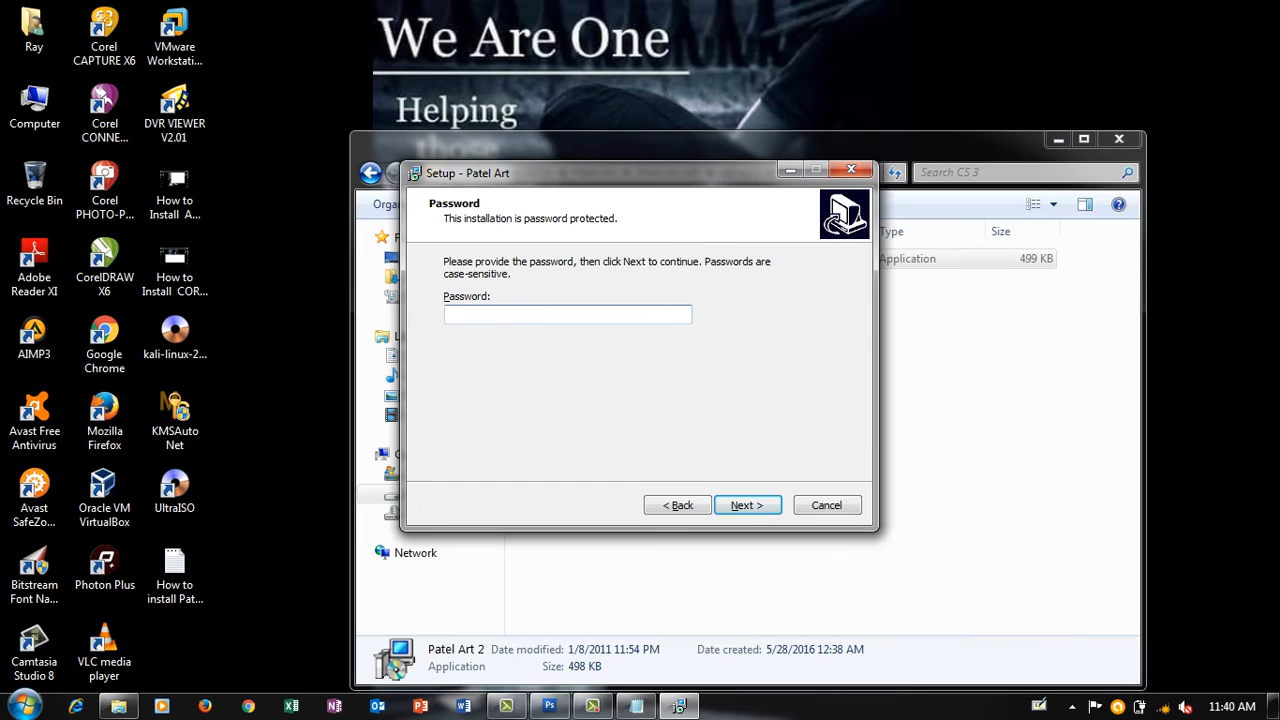 We Are One
Helping
Ray
Corel
CAPTURE X6
VMware
Workstati...
Computer
Corel
CONNE...
DVR VIEWER
V2.01
Recycle Bin
Corel
PHOTO-P...
How to
Install A...
Adobe
Reader XI
CorelDRAW
X6
How to
Install COR...
AIMP3
Google
Chrome
kali-linux-2...
Avast Free
Antivirus
Mozilla
Firefox
KMSAuto
Net
Avast
SafeZo...
Oracle VM
VirtualBox
UltraISO
Bitstream
Font Na...
Photon Plus
How to
install Pat...
Camtasia
Studio 8
VLC media
player
Search CS 3
Organ
Type
Size
Application
499 KB
Setup - Patel Art
Password
This installation is password protected.
Please provide the password, then click Next to continue. Passwords are
case-sensitive.
Password:
< Back
Next >
Cancel
Network
Patel Art 2
Date modified: 1/8/2011 11:54 PM
Date created: 5/28/2016 12:38 AM
Application
Size: 498 KB
11:40 AM